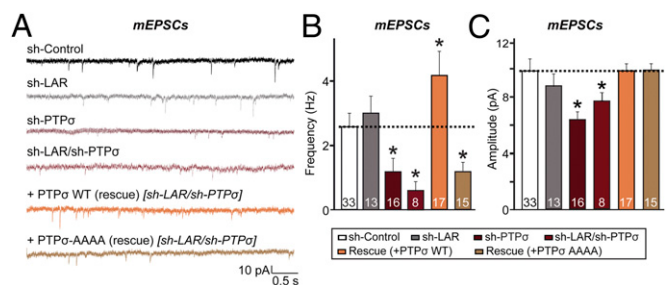 A
mEPSCs
sh-Control
sh-LAR
sh-PTPσ
sh-LAR/sh-PTPσ
+ PTPσ WT (rescue) [sh-LAR/sh-PTPσ]
+ PTPσ-AAAA (rescue) [sh-LAR/sh-PTPσ]
10 pA
0.5 s
B
mEPSCs
Frequency (Hz)
4
2
0
* * * *
33 13 16 8 17 15
C
mEPSCs
Amplitude (pA)
12
9
6
3
0
* *
33 13 16 8 17 15
sh-Control sh-LAR sh-PTPσ sh-LAR/sh-PTPσ
Rescue (+PTPσ WT) Rescue (+PTPσ AAAA)